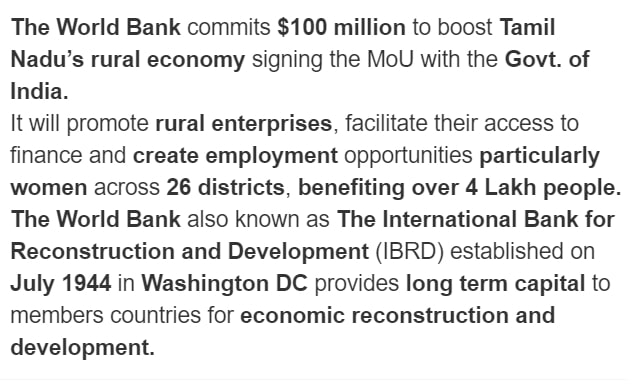 The World Bank commits $100 million to boost Tamil
Nadu’s rural economy signing the MoU with the Govt. of
India.
It will promote rural enterprises, facilitate their access to
finance and create employment opportunities particularly
women across 26 districts, benefiting over 4 Lakh people.
The World Bank also known as The International Bank for
Reconstruction and Development (IBRD) established on
July 1944 in Washington DC provides long term capital to
members countries for economic reconstruction and
development.